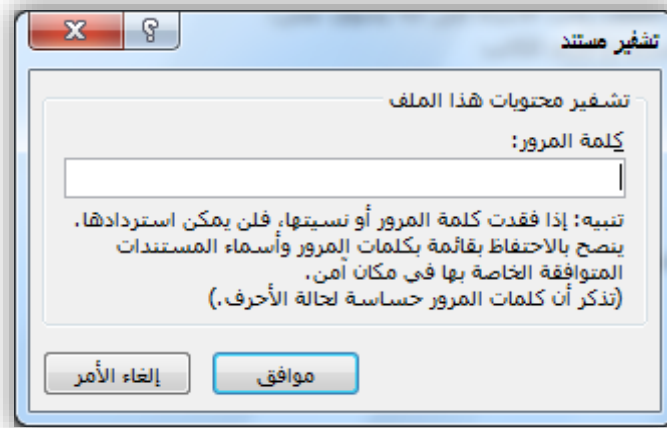 تشفير مستند
تشفير محتويات هذا الملف
كلمة المرور:
تنبيه: إذا فقدت كلمة المرور أو نسيتها، فلن يمكن استردادها.
ينصح بالاحتفاظ بقائمة بكلمات المرور وأسماء المستندات
المتوافقة الخاصة بها في مكان آمن.
(تذكر أن كلمات المرور حساسة لحالة الأحرف.)
موافق
إلغاء الأمر